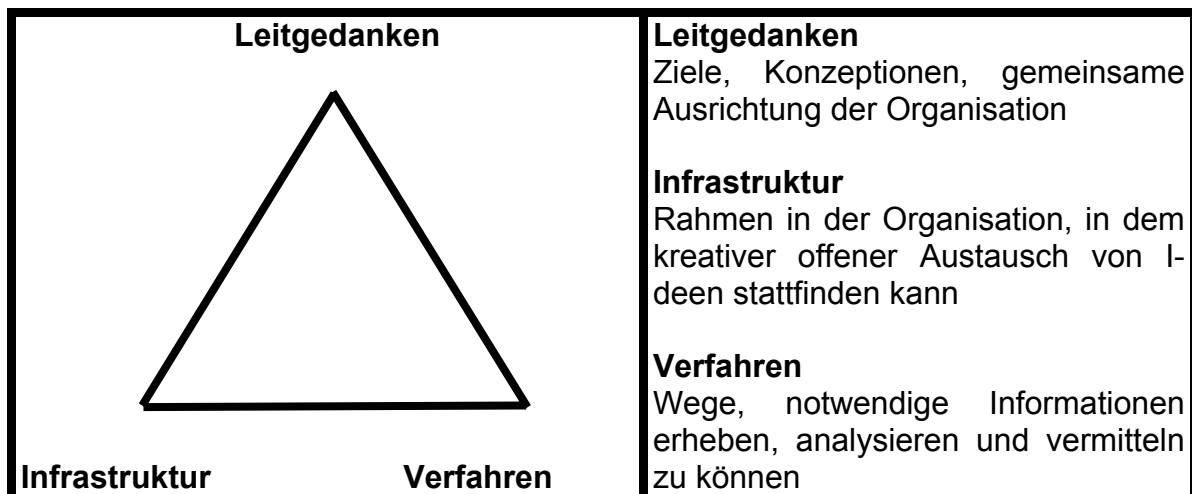 Leitgedanken
Infrastruktur Verfahren
Leitgedanken
Ziele, Konzeptionen, gemeinsame
Ausrichtung der Organisation
Infrastruktur
Rahmen in der Organisation, in dem
kreativer offener Austausch von I-
deen stattfinden kann
Verfahren
Wege, notwendige Informationen
erheben, analysieren und vermitteln
zu können